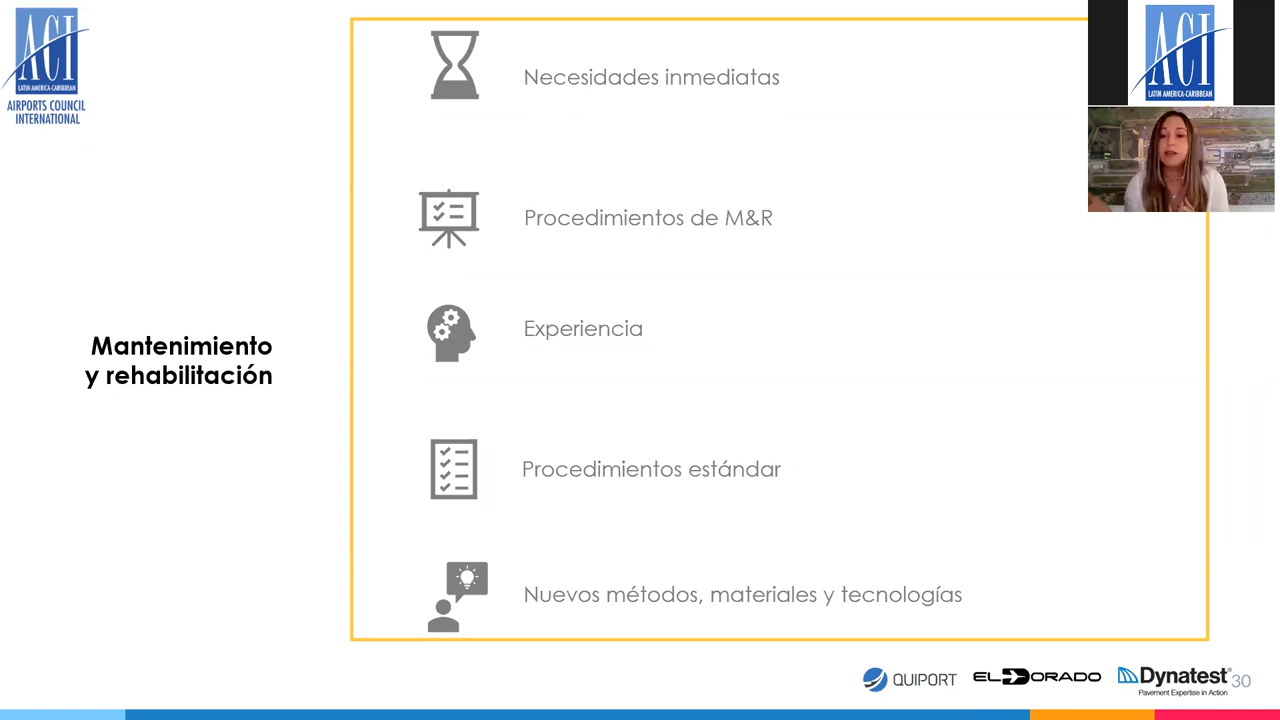 ACI
LATIN AMERICA-CARIBBEAN
AIRPORTS COUNCIL
INTERNATIONAL
ACI
LATIN AMERICA-CARIBBEAN
Necesidades inmediatas
Procedimientos de M&R
Experiencia
Mantenimiento
y rehabilitación
Procedimientos estándar
Nuevos métodos, materiales y tecnologías
QUIPORT
EL DORADO
Dynatest®
Pavement Expertise in Action
30